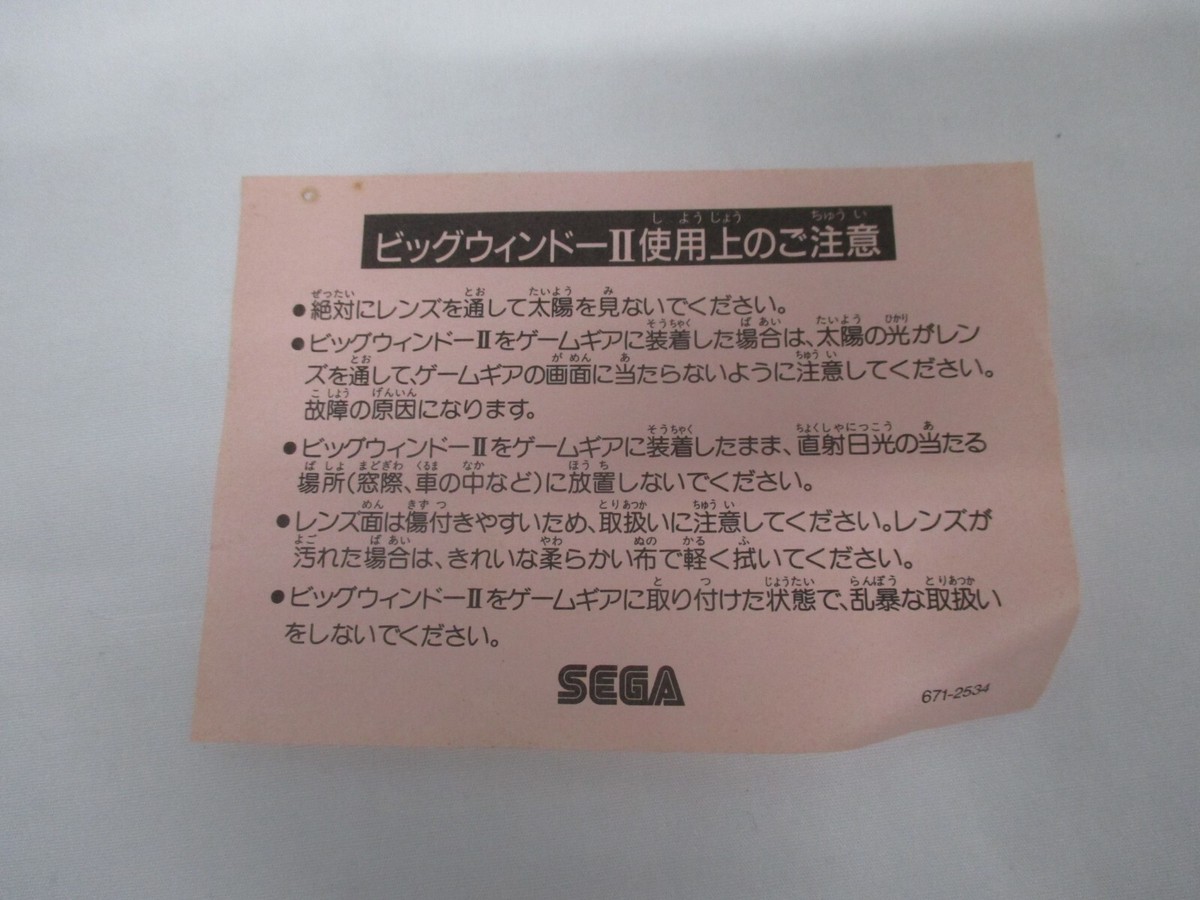 ビッグウィンドーⅡ使用上のご注意
●絶対にレンズを通して太陽を見ないでください。
●ビッグウィンドーⅡをゲームギアに装着した場合は、太陽の光がレン
ズを通して、ゲームギアの画面に当たらないように注意してください。
故障の原因になります。
●ビッグウィンドーⅡをゲームギアに装着したまま、直射日光の当たる
場所(窓際、車の中など)に放置しないでください。
●レンズ面は傷付きやすいため、取扱いに注意してください。レンズが
汚れた場合は、きれいな柔らかい布で軽く拭いてください。
●ビッグウィンドーⅡをゲームギアに取り付けた状態で、乱暴な取扱い
をしないでください。
SEGA
671-2534